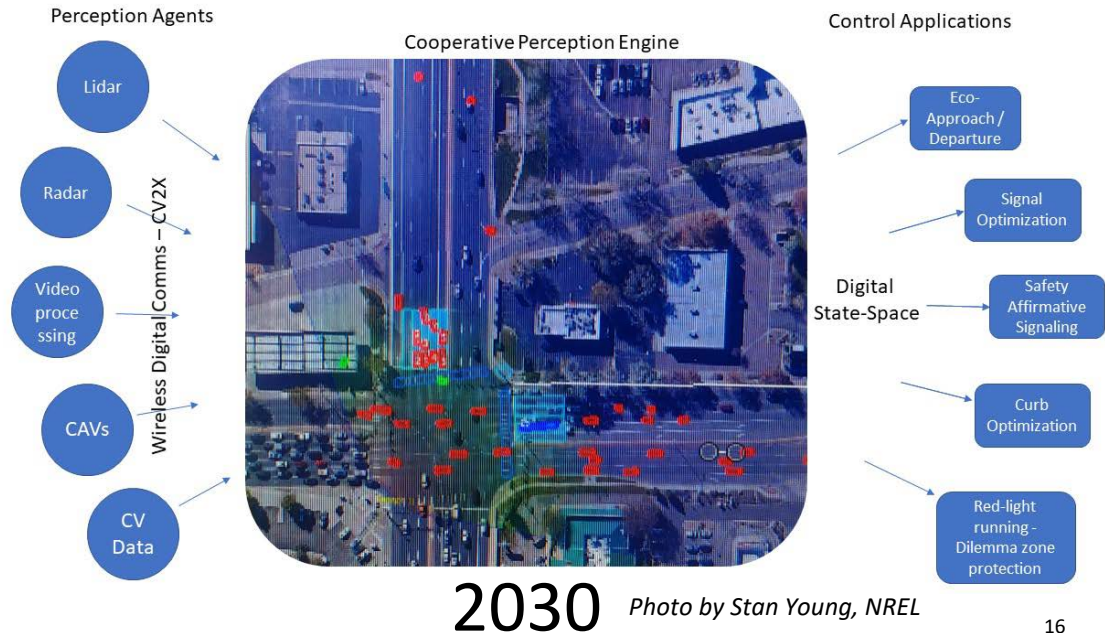 Perception Agents
Control Applications
Cooperative Perception Engine
Lidar
Radar
Video
proce
ssing
CAVs
CV
Data
Wireless Digital Comms – CV2X
Digital
State-Space
Eco-
Approach /
Departure
Signal
Optimization
Safety
Affirmative
Signaling
Curb
Optimization
Red-light
running -
Dilemma zone
protection
2030
Photo by Stan Young, NREL
16